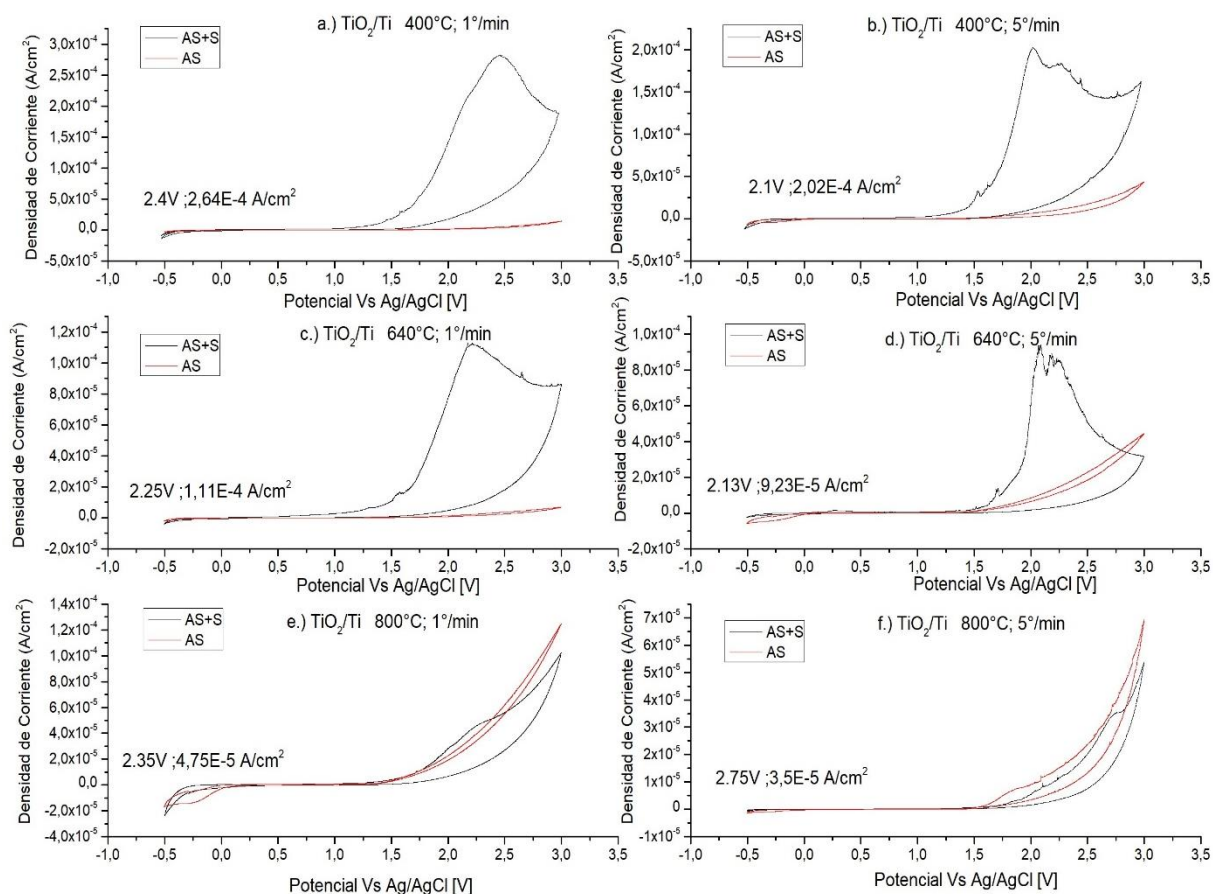 a.) TiO₂/Ti 400°C; 1°/min
AS+S
AS
Densidad de Corriente (A/cm²)
3,0x10⁻⁴
2,5x10⁻⁴
2,0x10⁻⁴
1,5x10⁻⁴
1,0x10⁻⁴
5,0x10⁻⁵
0,0
-5,0x10⁻⁵
2.4V ;2,64E-4 A/cm²
-1,0 -0,5 0,0 0,5 1,0 1,5 2,0 2,5 3,0 3,5
Potencial Vs Ag/AgCl [V]
b.) TiO₂/Ti 400°C; 5°/min
AS+S
AS
Densidad de Corriente (A/cm²)
2,0x10⁻⁴
1,5x10⁻⁴
1,0x10⁻⁴
5,0x10⁻⁵
0,0
-5,0x10⁻⁵
2.1V ;2,02E-4 A/cm²
-1,0 -0,5 0,0 0,5 1,0 1,5 2,0 2,5 3,0 3,5
Potencial Vs Ag/AgCl [V]
c.) TiO₂/Ti 640°C; 1°/min
AS+S
AS
Densidad de Corriente (A/cm²)
1,2x10⁻⁴
1,0x10⁻⁴
8,0x10⁻⁵
6,0x10⁻⁵
4,0x10⁻⁵
2,0x10⁻⁵
0,0
-2,0x10⁻⁵
2.25V ;1,11E-4 A/cm²
-1,0 -0,5 0,0 0,5 1,0 1,5 2,0 2,5 3,0 3,5
Potencial Vs Ag/AgCl [V]
d.) TiO₂/Ti 640°C; 5°/min
AS+S
AS
Densidad de Corriente (A/cm²)
1,0x10⁻⁴
8,0x10⁻⁵
6,0x10⁻⁵
4,0x10⁻⁵
2,0x10⁻⁵
0,0
-2,0x10⁻⁵
2.13V ;9,23E-5 A/cm²
-1,0 -0,5 0,0 0,5 1,0 1,5 2,0 2,5 3,0 3,5
Potencial Vs Ag/AgCl [V]
e.) TiO₂/Ti 800°C; 1°/min
AS+S
AS
Densidad de Corriente (A/cm²)
1,4x10⁻⁴
1,2x10⁻⁴
1,0x10⁻⁴
8,0x10⁻⁵
6,0x10⁻⁵
4,0x10⁻⁵
2,0x10⁻⁵
0,0
-2,0x10⁻⁵
-4,0x10⁻⁵
2.35V ;4,75E-5 A/cm²
-1,0 -0,5 0,0 0,5 1,0 1,5 2,0 2,5 3,0 3,5
Potencial Vs Ag/AgCl [V]
f.) TiO₂/Ti 800°C; 5°/min
AS+S
AS
Densidad de Corriente (A/cm²)
7x10⁻⁵
6x10⁻⁵
5x10⁻⁵
4x10⁻⁵
3x10⁻⁵
2x10⁻⁵
1x10⁻⁵
0
-1x10⁻⁵
2.75V ;3,5E-5 A/cm²
-1,0 -0,5 0,0 0,5 1,0 1,5 2,0 2,5 3,0 3,5
Potencial Vs Ag/AgCl [V]